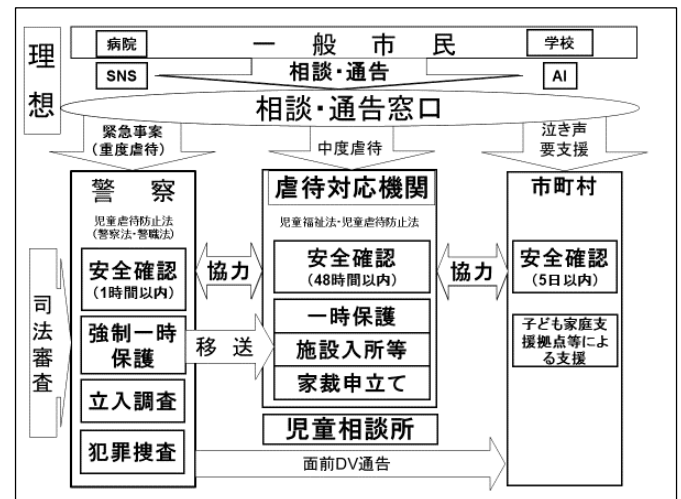 理
想
病院
一般市民
学校
SNS
相談・通告
AI
相談・通告窓口
緊急事案
(重度虐待)
中度虐待
泣き声
要支援
警察
児童虐待防止法
(警察法・警職法)
安全確認
(1時間以内)
強制一時
保護
立入調査
犯罪捜査
司法審査
協力
移送
虐待対応機関
児童福祉法・児童虐待防止法
安全確認
(48時間以内)
一時保護
施設入所等
家裁申立て
児童相談所
協力
市町村
安全確認
(5日以内)
子ども家庭支
援拠点等によ
る支援
面前DV通告